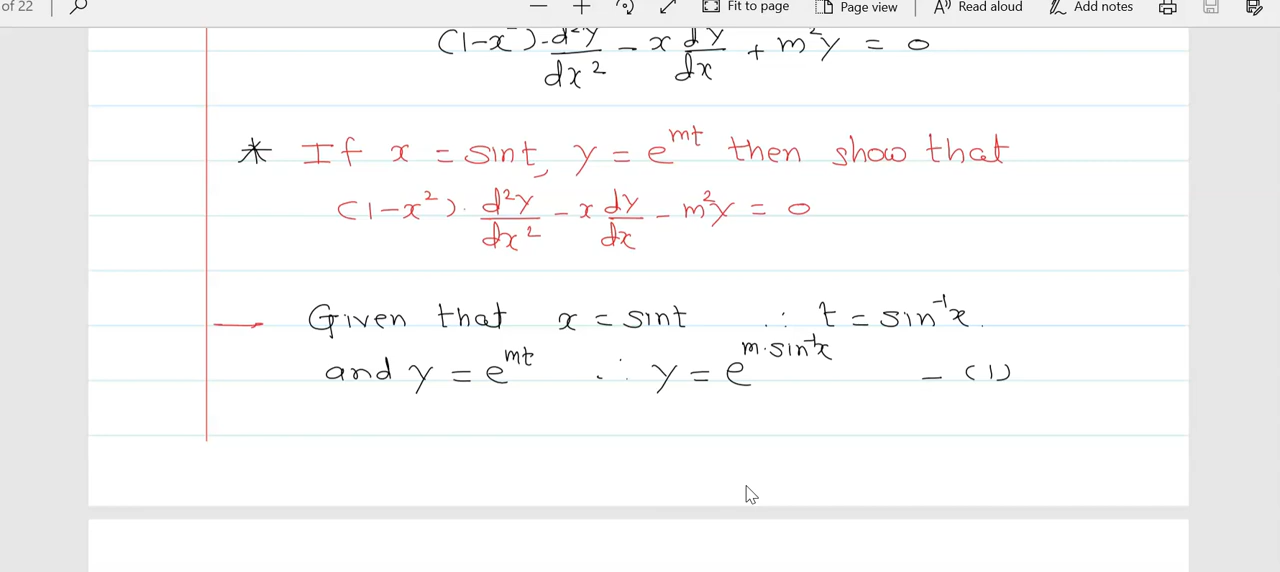 of 22 Fit to page Page view Read aloud Add notes
(1-x²)·d²y/dx² - x dy/dx + m²y = 0
* If x = sint, y = e^mt then show that
(1-x²)· d²y/dx² - x dy/dx - m²y = 0
— Given that x = sint ∴ t = sin⁻¹x.
and y = e^mt ∴ y = e^m·sin⁻¹x - (1)